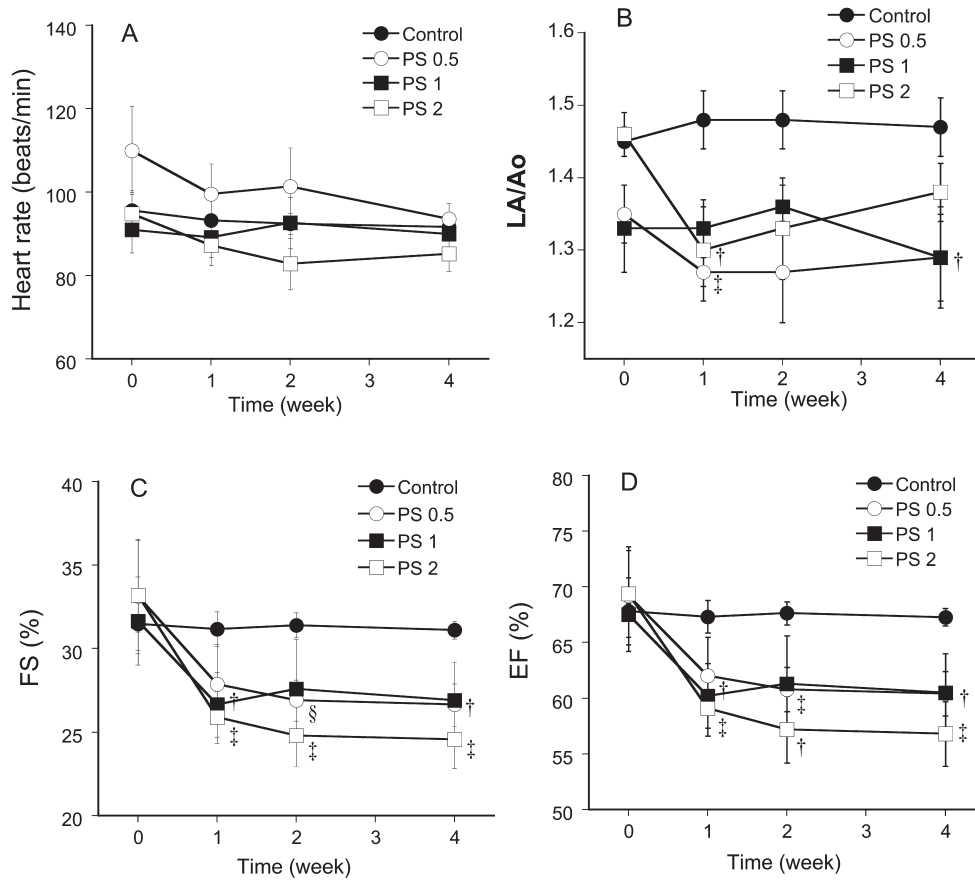 A
Control
PS 0.5
PS 1
PS 2
Heart rate (beats/min)
140
120
100
80
60
0 1 2 3 4
Time (week)
B
Control
PS 0.5
PS 1
PS 2
LA/Ao
1.6
1.5
1.4
1.3
1.2
†
‡
†
0 1 2 3 4
Time (week)
C
Control
PS 0.5
PS 1
PS 2
FS (%)
40
35
30
25
20
†
‡
§
‡
†
‡
0 1 2 3 4
Time (week)
D
Control
PS 0.5
PS 1
PS 2
EF (%)
80
75
70
65
60
55
50
†
‡
‡
†
†
‡
0 1 2 3 4
Time (week)